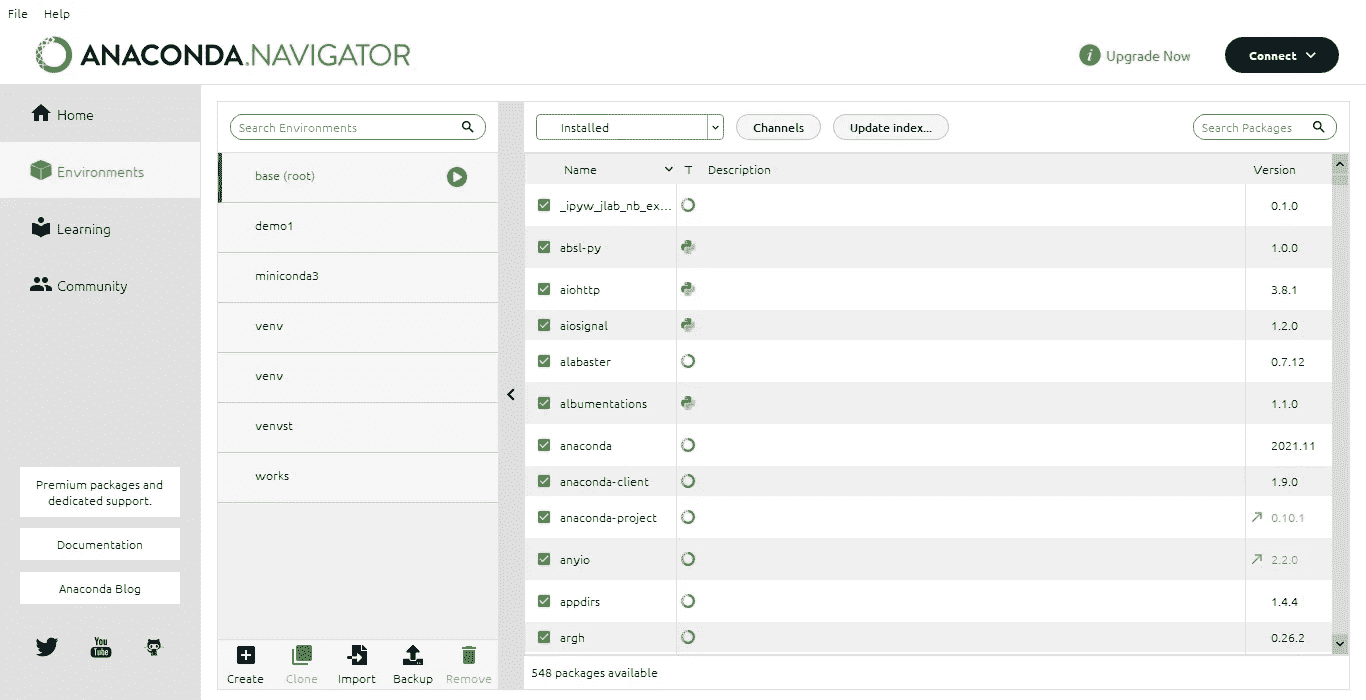 File Help
ANACONDA.NAVIGATOR
i Upgrade Now
Connect
Home
Environments
Learning
Community
Premium packages and
dedicated support.
Documentation
Anaconda Blog
You
Tube
Search Environments
base (root)
demo1
miniconda3
venv
venv
venvst
works
Create Clone Import Backup Remove
Installed Channels Update index... Search Packages
Name T Description Version
_ipyw_jlab_nb_ex... 0.1.0
absl-py 1.0.0
aiohttp 3.8.1
aiosignal 1.2.0
alabaster 0.7.12
albumentations 1.1.0
anaconda 2021.11
anaconda-client 1.9.0
anaconda-project 0.10.1
anyio 2.2.0
appdirs 1.4.4
argh 0.26.2
548 packages available